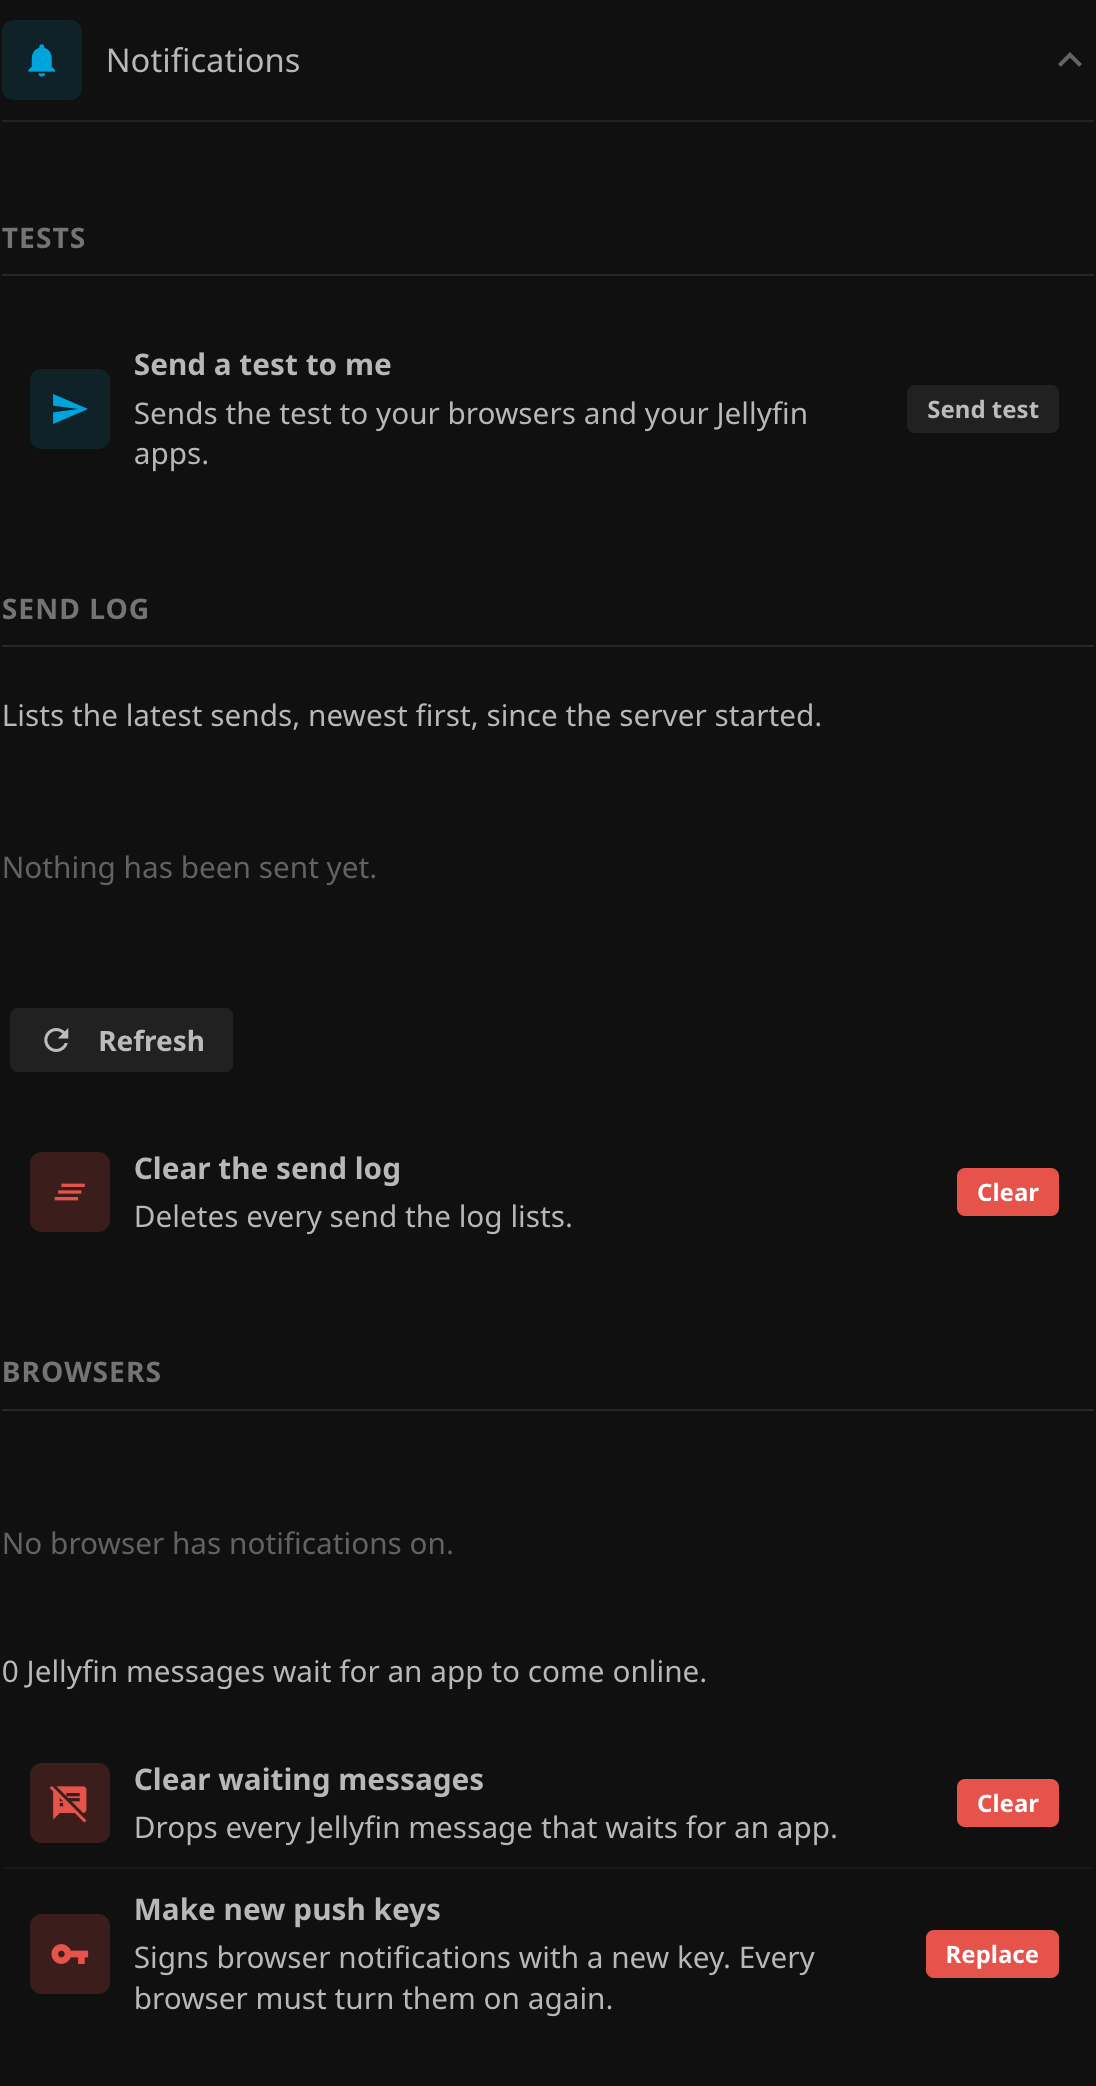 Notifications
TESTS
Send a test to me
Sends the test to your browsers and your Jellyfin
apps.
Send test
SEND LOG
Lists the latest sends, newest first, since the server started.
Nothing has been sent yet.
Refresh
Clear the send log
Deletes every send the log lists.
Clear
BROWSERS
No browser has notifications on.
0 Jellyfin messages wait for an app to come online.
Clear waiting messages
Drops every Jellyfin message that waits for an app.
Clear
Make new push keys
Signs browser notifications with a new key. Every
browser must turn them on again.
Replace